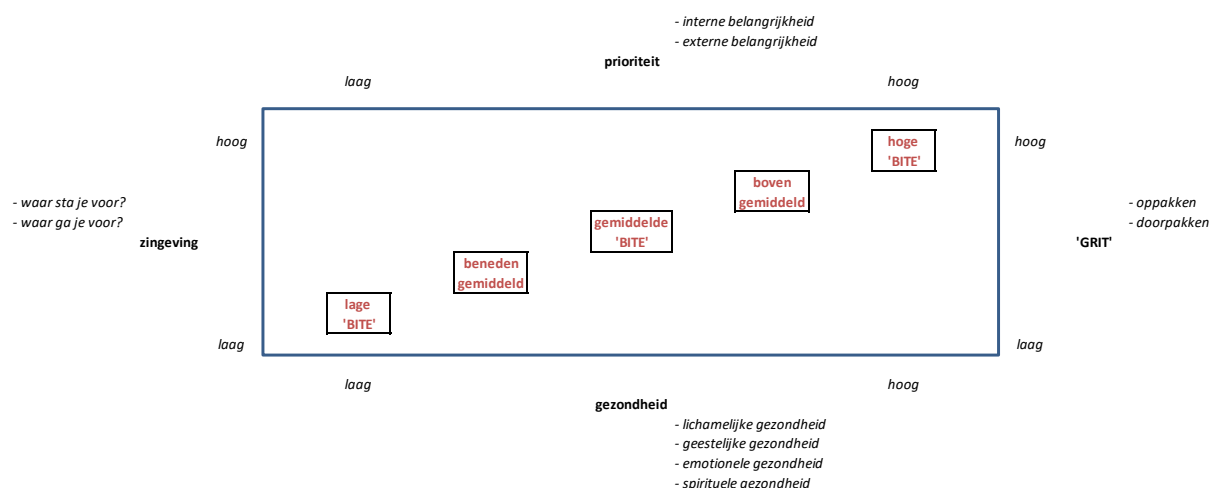 - interne belangrijkheid
- externe belangrijkheid
prioriteit
laag hoog
hoog hoge hoog
'BITE'
boven
gemiddeld
- waar sta je voor? - oppakken
- waar ga je voor? gemiddelde - doorpakken
zingeving 'BITE' 'GRIT'
beneden
gemiddeld
lage
'BITE'
laag laag
laag hoog
gezondheid
- lichamelijke gezondheid
- geestelijke gezondheid
- emotionele gezondheid
- spirituele gezondheid